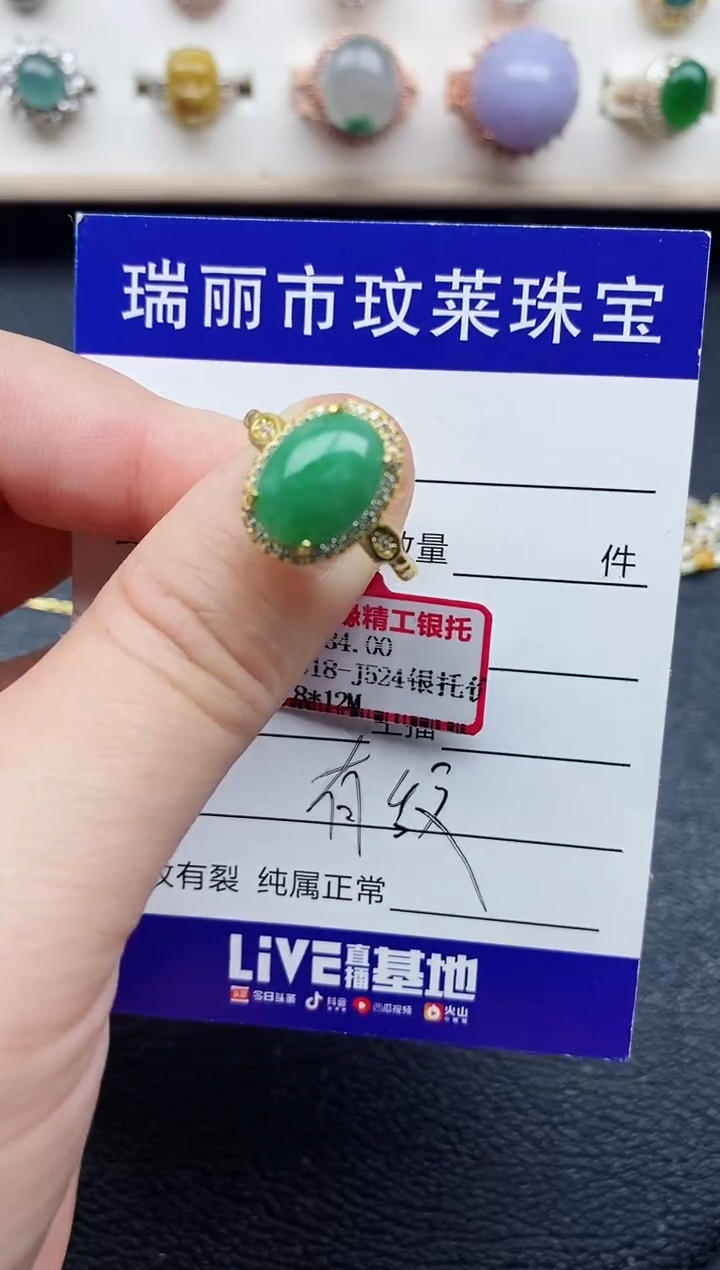 瑞丽市玟莱珠宝
量 件
缘精工银托
34.00
18-J524银托价
8*12M
主播
有纹
纹有裂 纯属正常
LiVE直播基地
今日头条 抖音 西瓜视频 火山